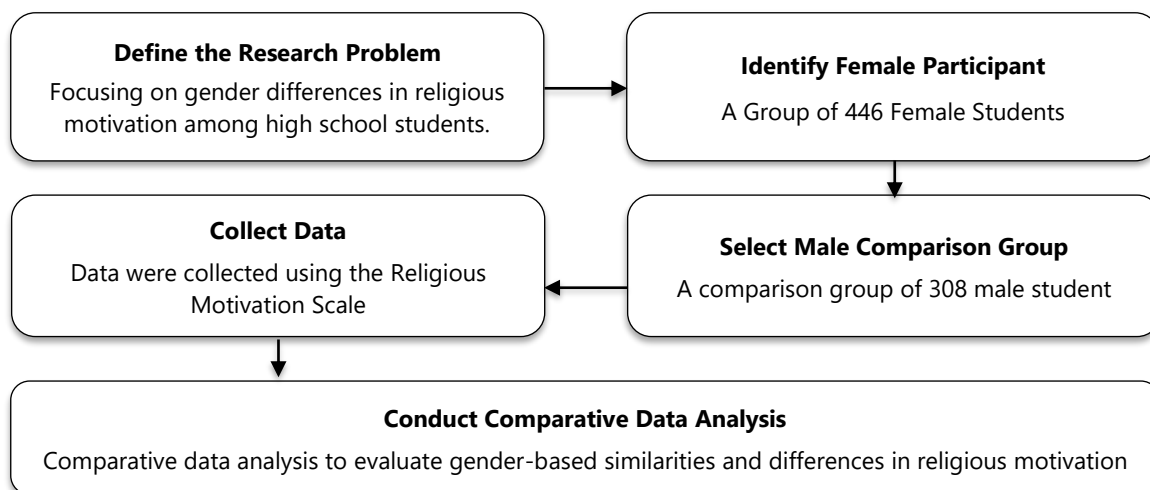 Define the Research Problem
Focusing on gender differences in religious
motivation among high school students.
Identify Female Participant
A Group of 446 Female Students
Select Male Comparison Group
A comparison group of 308 male student
Collect Data
Data were collected using the Religious
Motivation Scale
Conduct Comparative Data Analysis
Comparative data analysis to evaluate gender-based similarities and differences in religious motivation